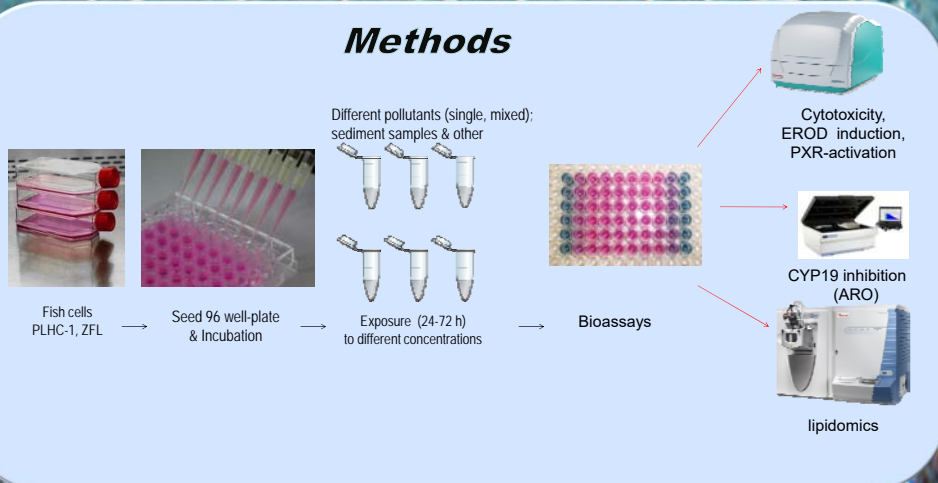 Methods
Different pollutants (single, mixed);
sediment samples & other
Fish cells
PLHC-1, ZFL
Seed 96 well-plate
& Incubation
Exposure (24-72 h)
to different concentrations
Bioassays
Cytotoxicity,
EROD induction,
PXR-activation
CYP19 inhibition
(ARO)
lipidomics